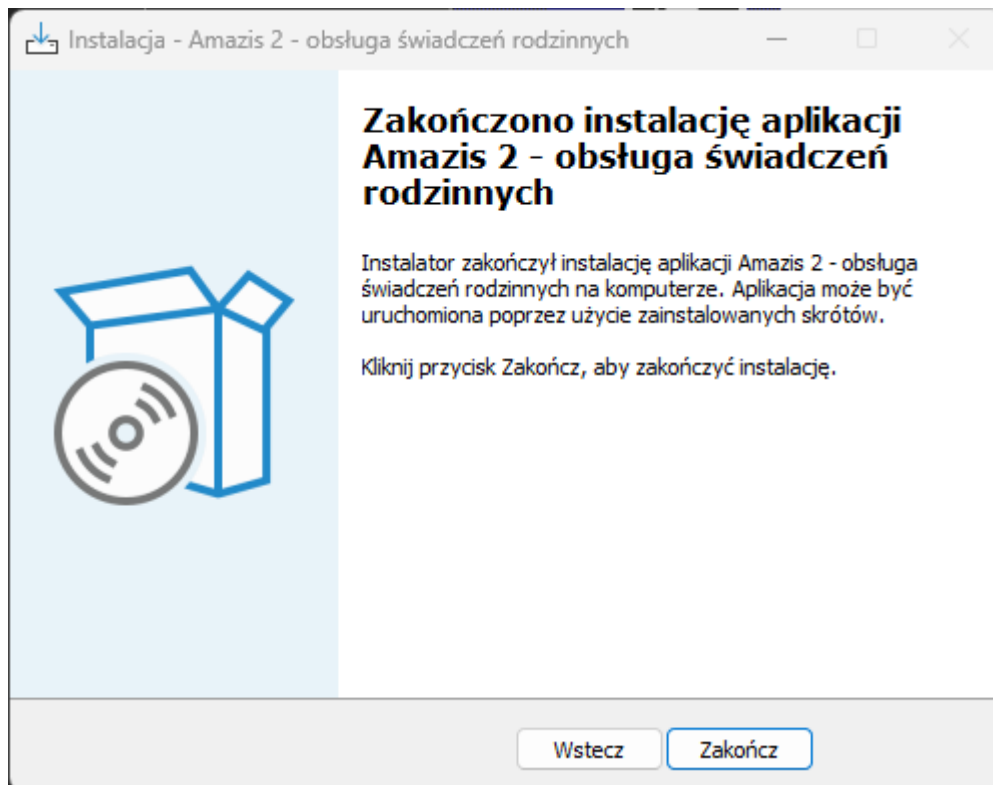 Instalacja - Amazis 2 - obsługa świadczeń rodzinnych
Zakończono instalację aplikacji
Amazis 2 - obsługa świadczeń
rodzinnych
Instalator zakończył instalację aplikacji Amazis 2 - obsługa
świadczeń rodzinnych na komputerze. Aplikacja może być
uruchomiona poprzez użycie zainstalowanych skrótów.
Kliknij przycisk Zakończ, aby zakończyć instalację.
Wstecz
Zakończ